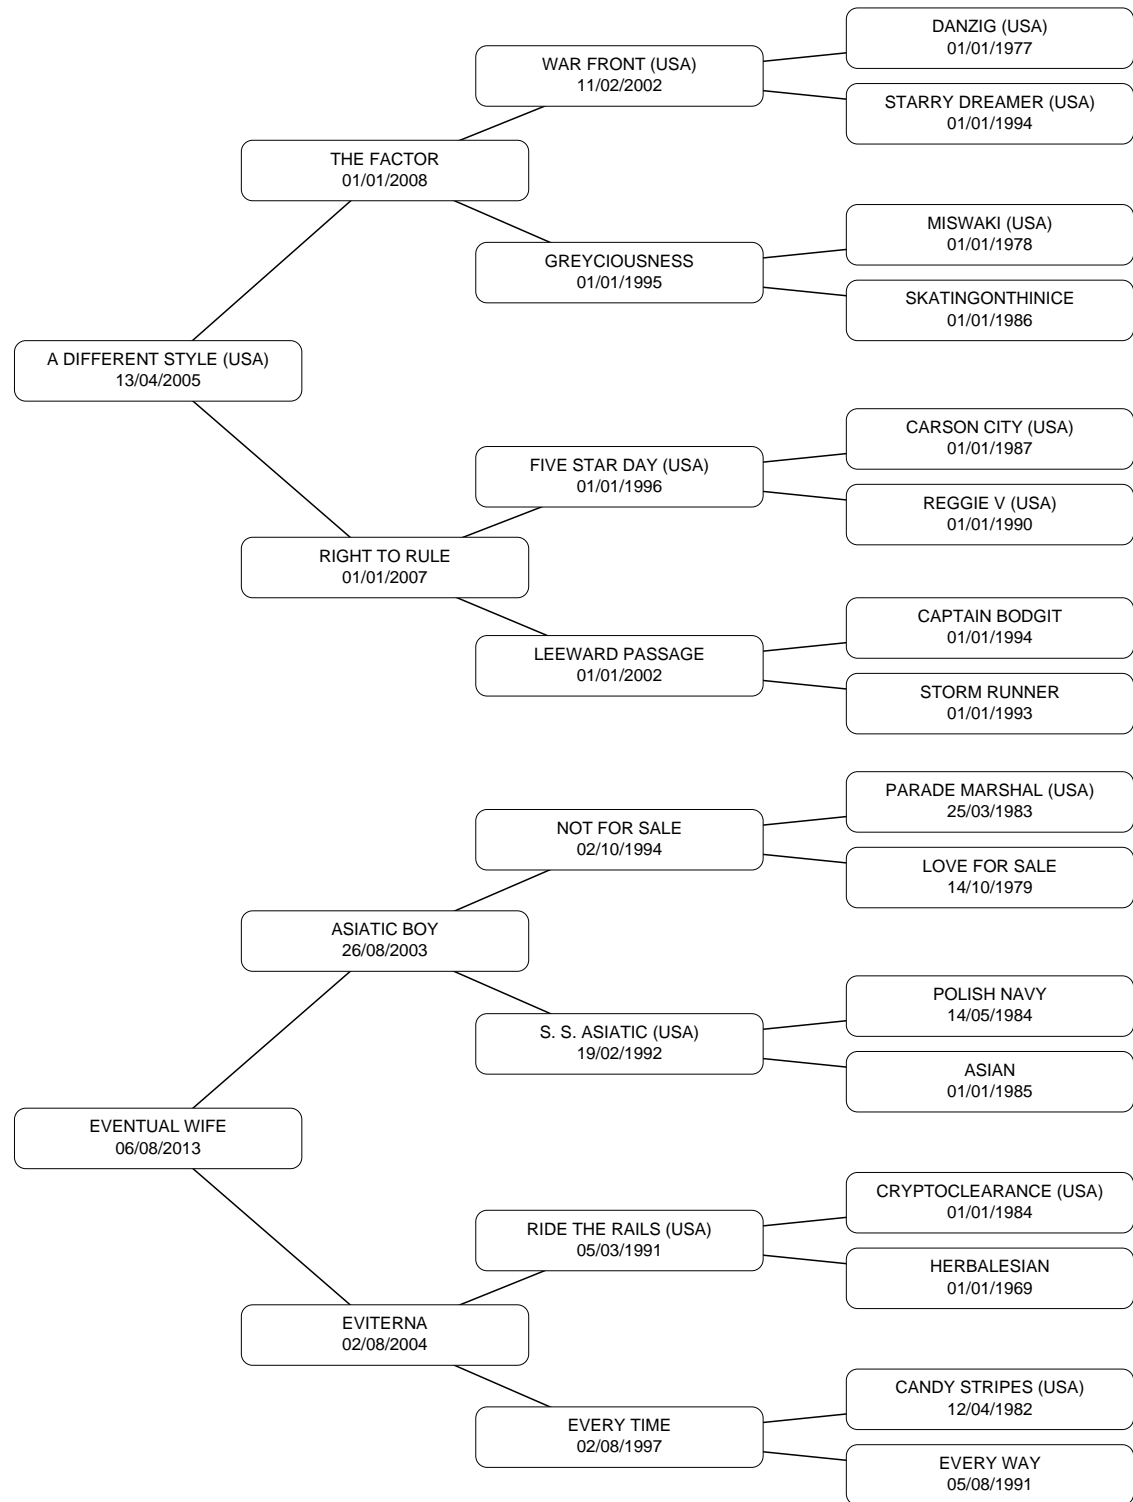 DANZIG (USA)
01/01/1977
WAR FRONT (USA)
11/02/2002
STARRY DREAMER (USA)
01/01/1994
THE FACTOR
01/01/2008
MISWAKI (USA)
01/01/1978
GREYCIOUSNESS
01/01/1995
SKATINGONTHINICE
01/01/1986
A DIFFERENT STYLE (USA)
13/04/2005
CARSON CITY (USA)
01/01/1987
FIVE STAR DAY (USA)
01/01/1996
REGGIE V (USA)
01/01/1990
RIGHT TO RULE
01/01/2007
CAPTAIN BODGIT
01/01/1994
LEEWARD PASSAGE
01/01/2002
STORM RUNNER
01/01/1993
PARADE MARSHAL (USA)
25/03/1983
NOT FOR SALE
02/10/1994
LOVE FOR SALE
14/10/1979
ASIATIC BOY
26/08/2003
POLISH NAVY
14/05/1984
S. S. ASIATIC (USA)
19/02/1992
ASIAN
01/01/1985
EVENTUAL WIFE
06/08/2013
CRYPTOCLEARANCE (USA)
01/01/1984
RIDE THE RAILS (USA)
05/03/1991
HERBALESIAN
01/01/1969
EVITERNA
02/08/2004
CANDY STRIPES (USA)
12/04/1982
EVERY TIME
02/08/1997
EVERY WAY
05/08/1991